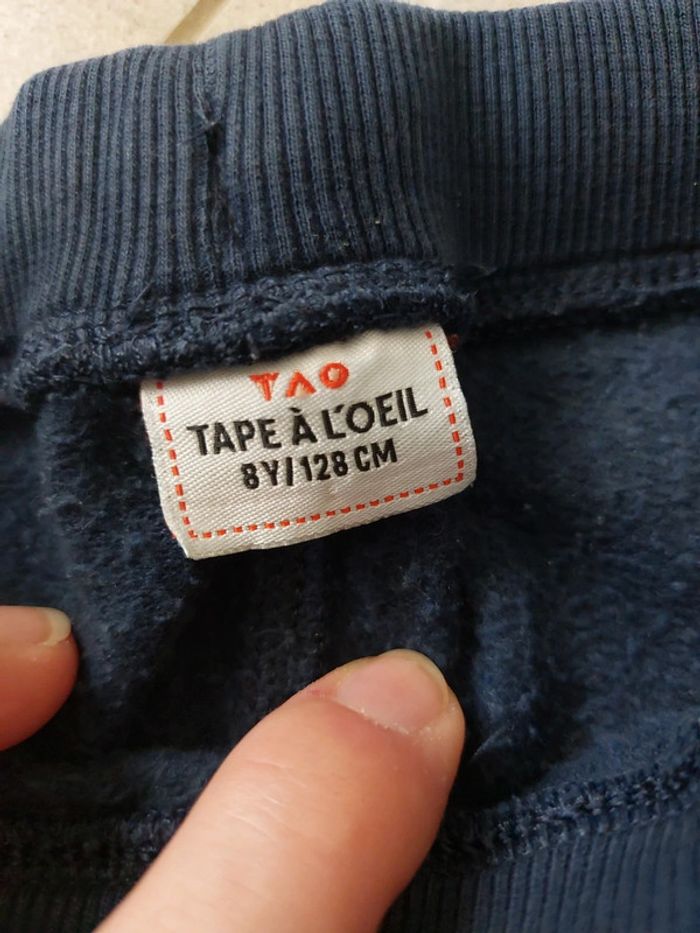 TAO
TAPE À L'OEIL
8Y/128 CM